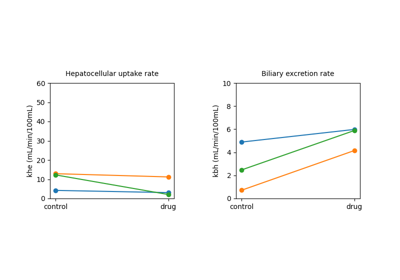 Hepatocellular uptake rate
khe (mL/min/100mL)
60
50
40
30
20
10
0
control
drug
Biliary excretion rate
kbh (mL/min/100mL)
10
8
6
4
2
0
control
drug